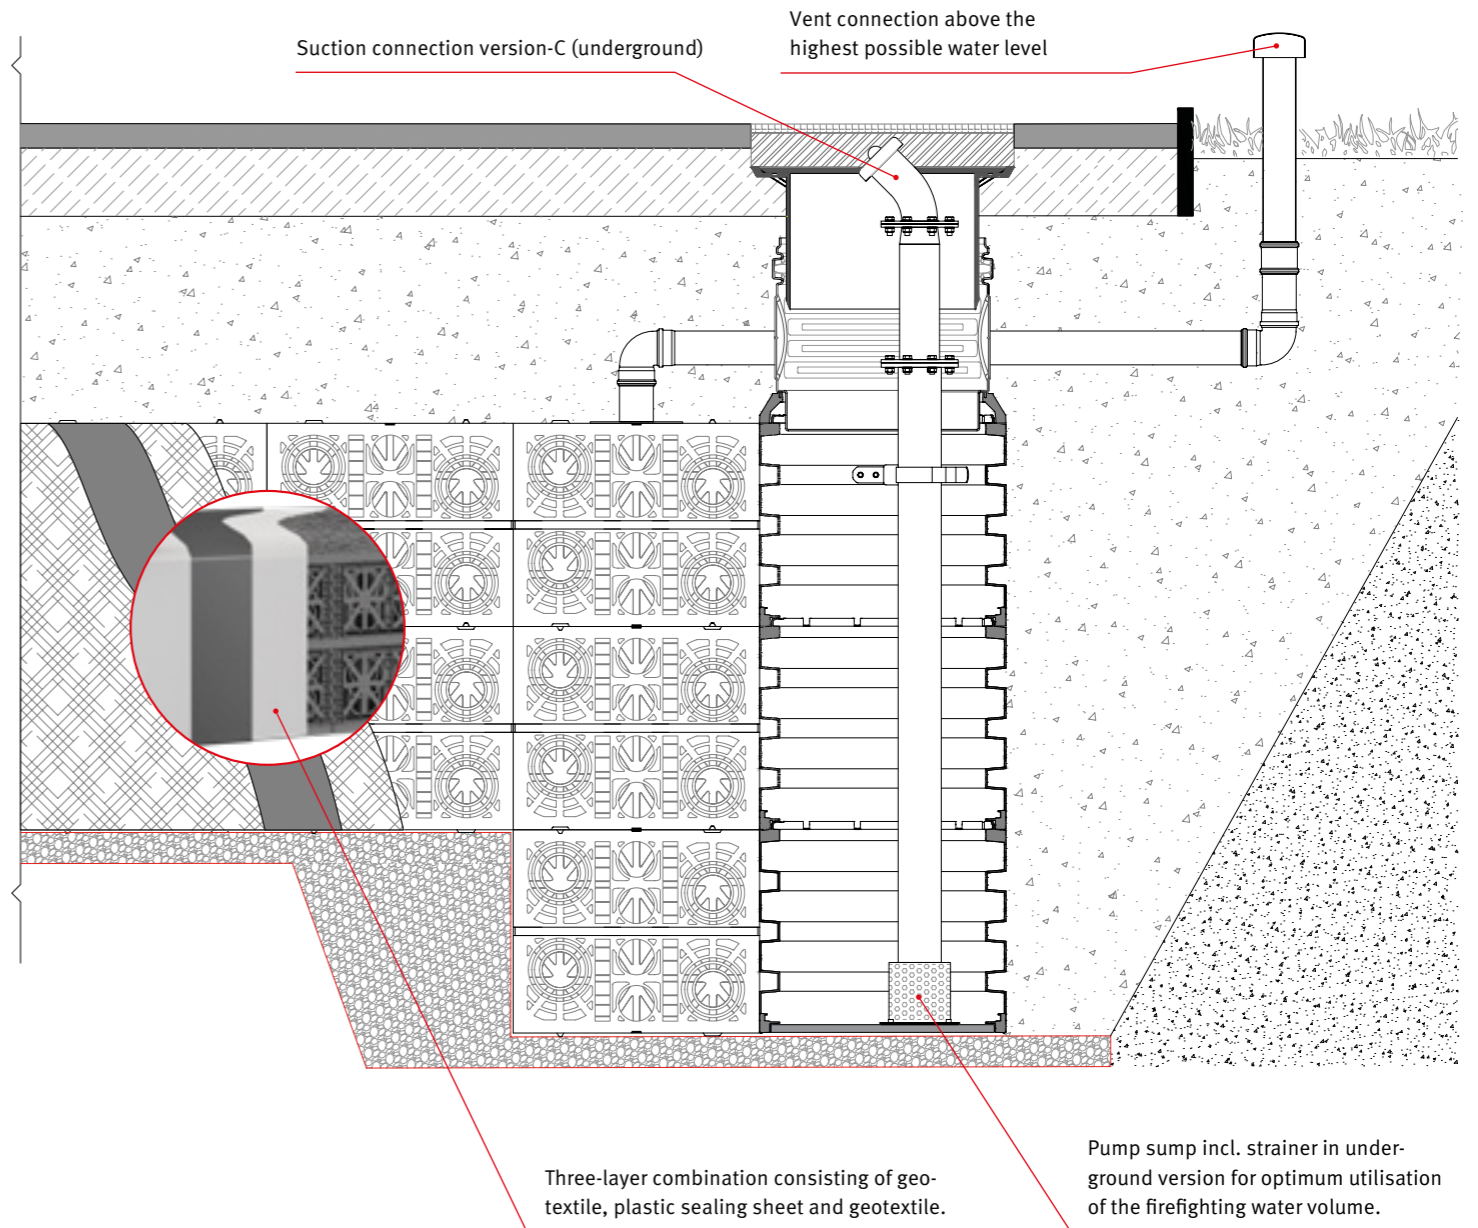 Suction connection version-C (underground)
Vent connection above the
highest possible water level
Three-layer combination consisting of geo-
textile, plastic sealing sheet and geotextile.
Pump sump incl. strainer in under-
ground version for optimum utilisation
of the firefighting water volume.